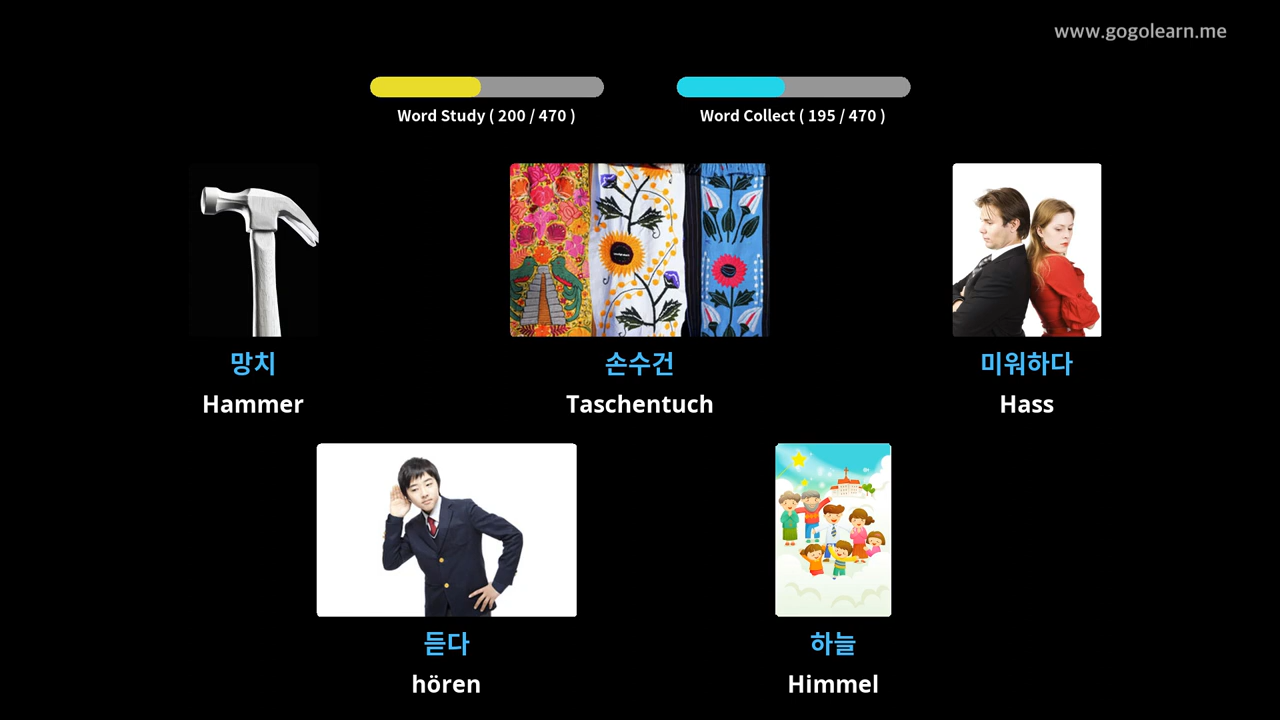 www.gogolearn.me
Word Study ( 200 / 470 )
Word Collect ( 195 / 470 )
망치
손수건
미워하다
Hammer
Taschentuch
Hass
듣다
하늘
hören
Himmel